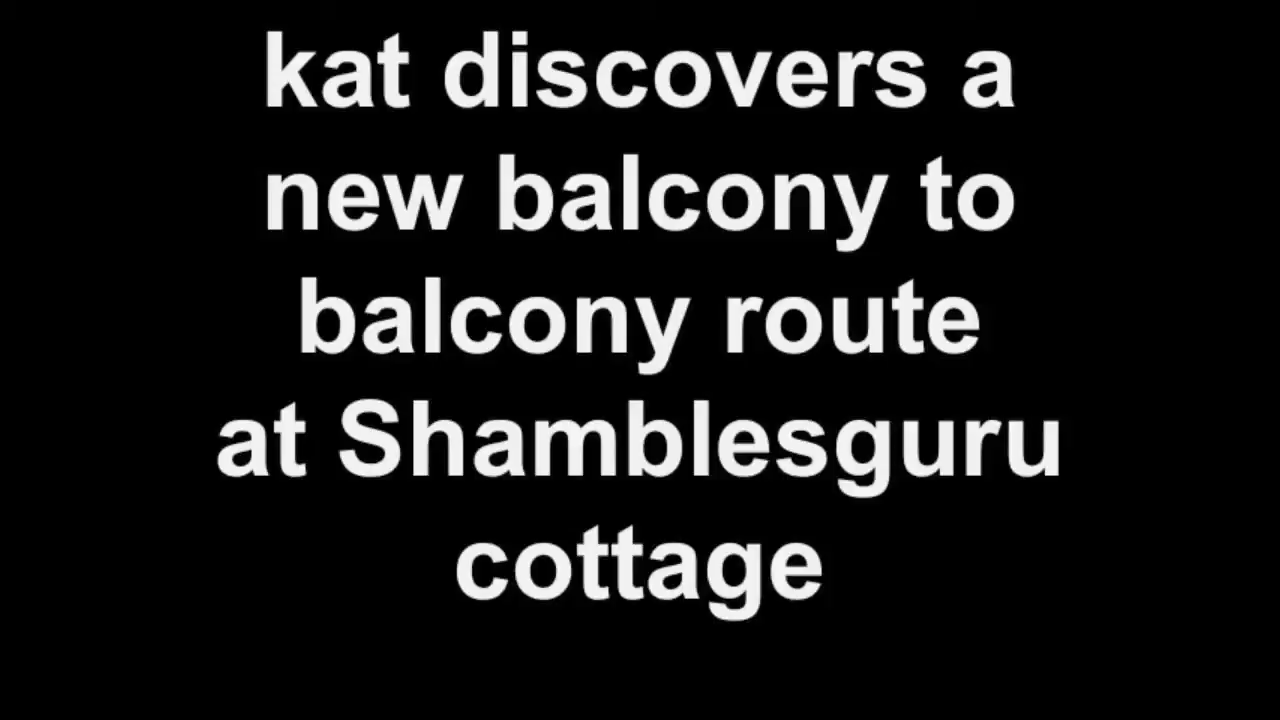 kat discovers a
new balcony to
balcony route
at Shamblesguru
cottage